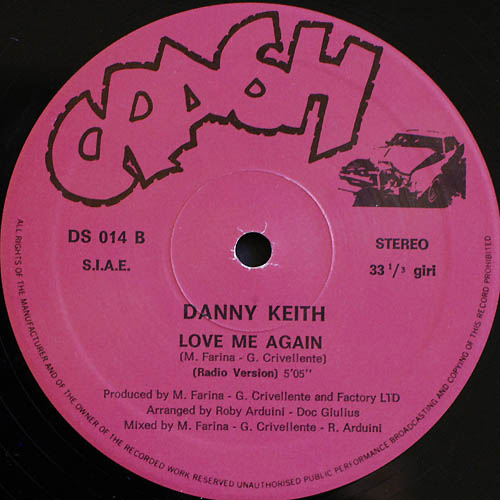 CRASH
DS 014 B
STEREO
S.I.A.E.
33 1/3 giri
DANNY KEITH
LOVE ME AGAIN
(M. Farina - G. Crivellente)
(Radio Version) 5'05''
Produced by M. Farina - G. Crivellente and Factory LTD
Arranged by Roby Arduini - Doc Giulius
Mixed by M. Farina - G. Crivellente - R. Arduini
ALL RIGHTS OF THE MANUFACTURER AND OF THE OWNER OF THE RECORDED WORK RESERVED UNAUTHORISED PUBLIC PERFORMANCE BROADCASTING AND COPYING OF THIS RECORD PROHIBITED